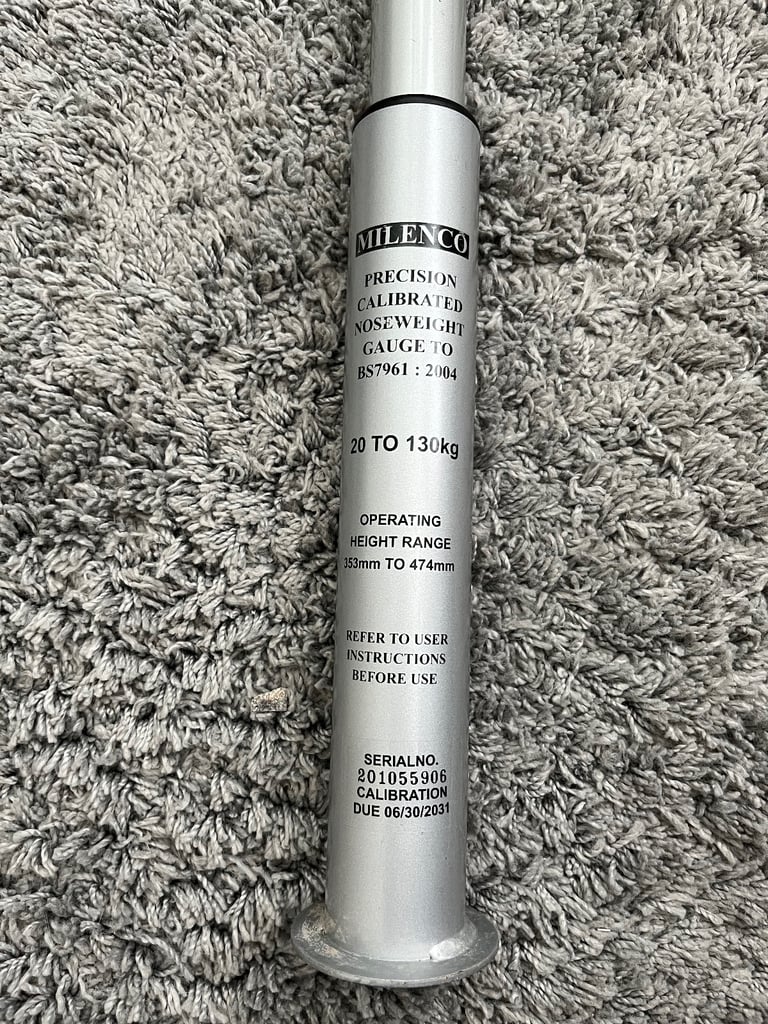 MILENCO
PRECISION
CALIBRATED
NOSEWEIGHT
GAUGE TO
BS7961 : 2004
20 TO 130kg
OPERATING
HEIGHT RANGE
353mm TO 474mm
REFER TO USER
INSTRUCTIONS
BEFORE USE
SERIALNO.
201055906
CALIBRATION
DUE 06/30/2031